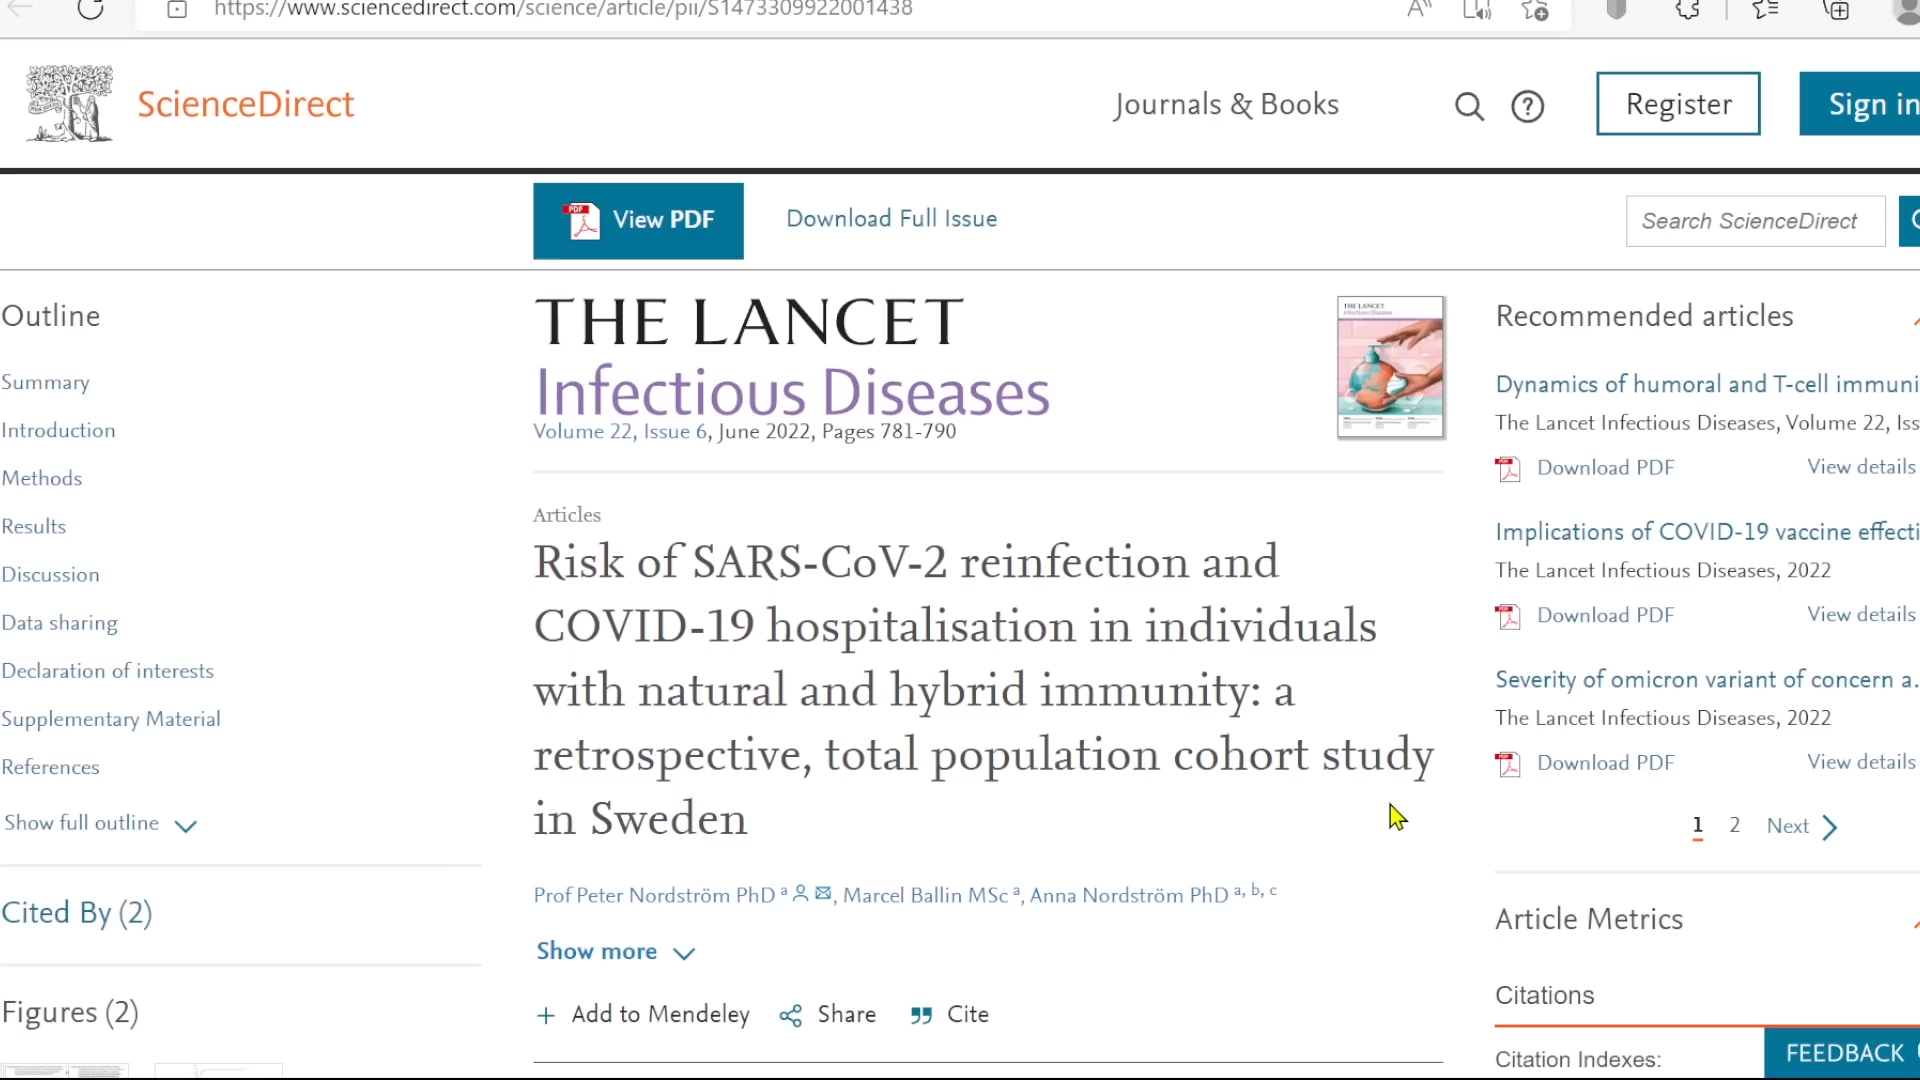 https://www.sciencedirect.com/science/article/pii/S1473309922001438
ScienceDirect
Journals & Books
Register
Sign in
View PDF
Download Full Issue
Search ScienceDirect
Outline
Summary
Introduction
Methods
Results
Discussion
Data sharing
Declaration of interests
Supplementary Material
References
Show full outline
Cited By (2)
Figures (2)
THE LANCET
Infectious Diseases
Volume 22, Issue 6, June 2022, Pages 781-790
THE LANCET
Infectious Diseases
Articles
Risk of SARS-CoV-2 reinfection and
COVID-19 hospitalisation in individuals
with natural and hybrid immunity: a
retrospective, total population cohort study
in Sweden
Prof Peter Nordström PhD a, Marcel Ballin MSc a, Anna Nordström PhD a, b, c
Show more
Add to Mendeley Share Cite
Recommended articles
Dynamics of humoral and T-cell immuni
The Lancet Infectious Diseases, Volume 22, Iss
Download PDF View details
Implications of COVID-19 vaccine effecti
The Lancet Infectious Diseases, 2022
Download PDF View details
Severity of omicron variant of concern a.
The Lancet Infectious Diseases, 2022
Download PDF View details
1 2 Next
Article Metrics
Citations
Citation Indexes:
FEEDBACK